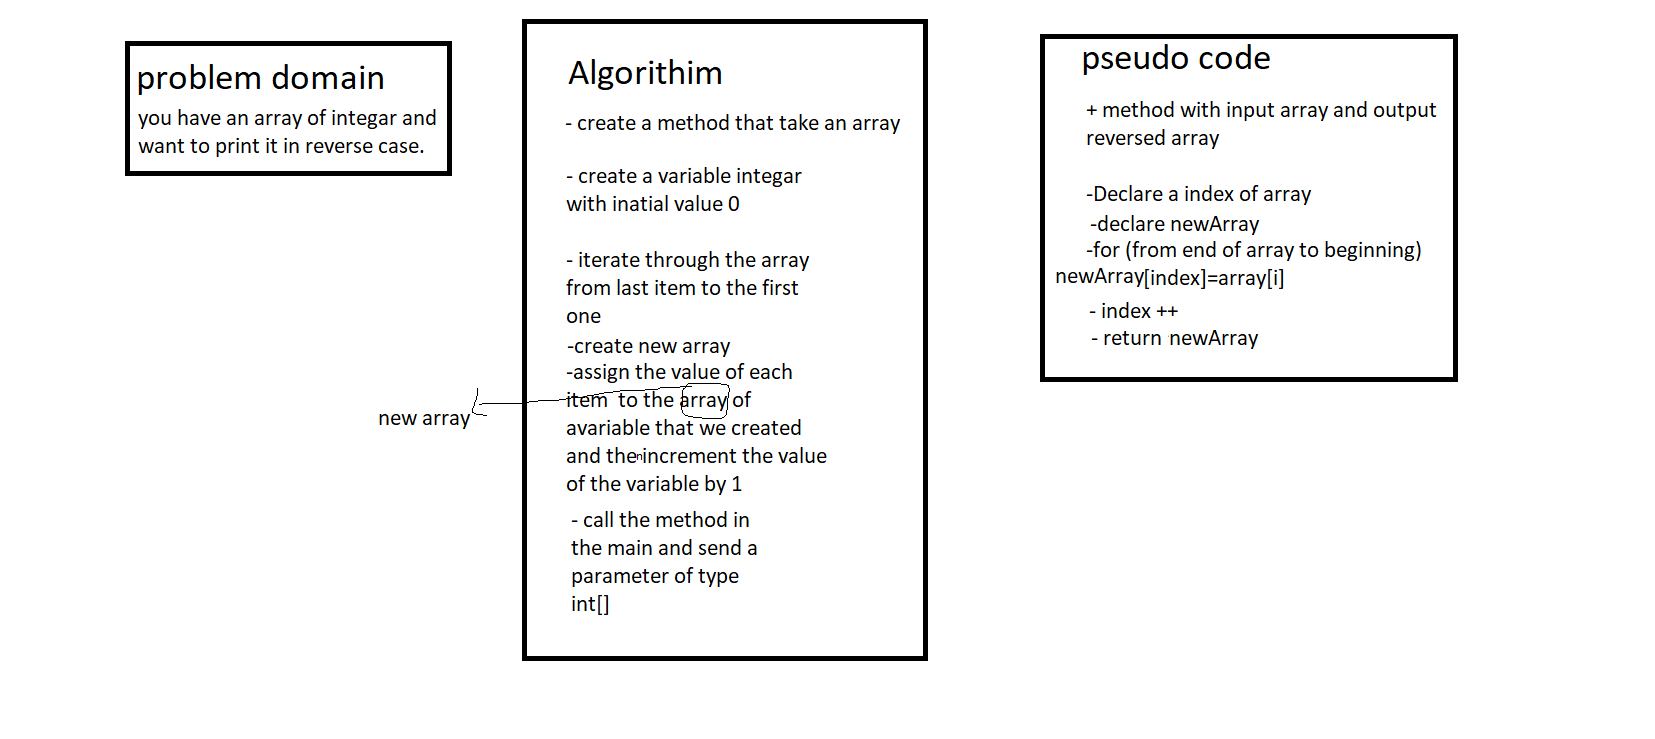 problem domain
you have an array of integar and
want to print it in reverse case.
Algorithim
- create a method that take an array
- create a variable integar
with inatial value 0
- iterate through the array
from last item to the first
one
-create new array
-assign the value of each
item to the array of
avariable that we created
and then increment the value
of the variable by 1
- call the method in
the main and send a
parameter of type
int[]
new array
pseudo code
+ method with input array and output
reversed array
-Declare a index of array
-declare newArray
-for (from end of array to beginning)
newArray[index]=array[i]
- index ++
- return newArray